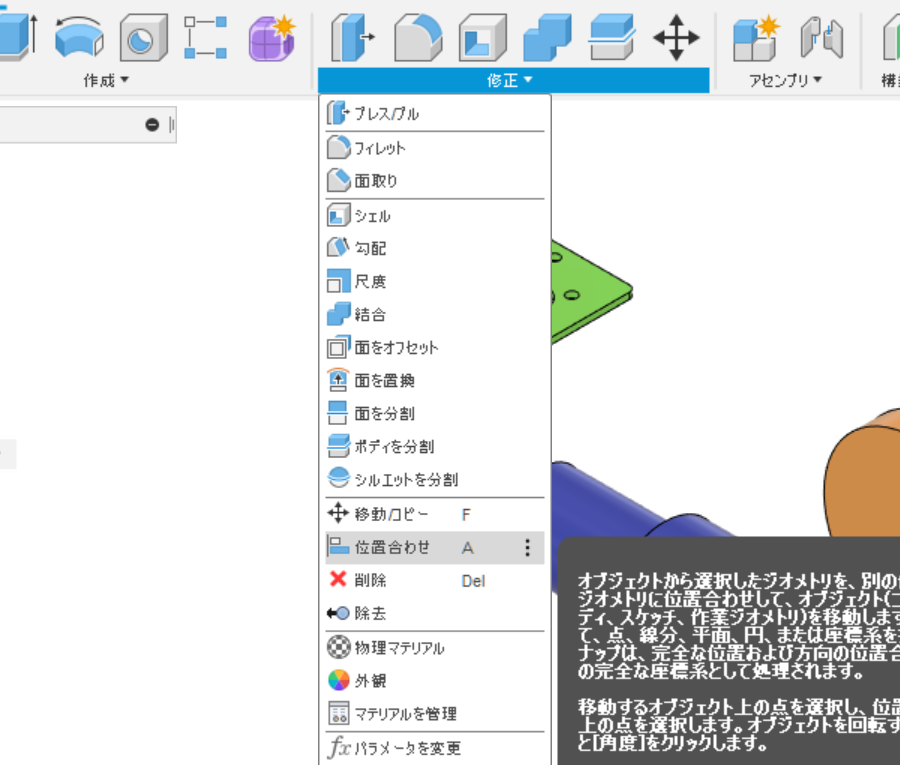 作成▼
修正▼
アセンブリ▼
プレス/プル
フィレット
面取り
シェル
勾配
尺度
結合
面をオフセット
面を置換
面を分割
ボディを分割
シルエットを分割
移動/コピー F
位置合わせ A
削除 Del
除去
物理マテリアル
外観
マテリアルを管理
fx パラメータを変更
オブジェクトから選択したジオメトリを、別の
ジオメトリに位置合わせして、オブジェクト(
ディ、スケッチ、作業ジオメトリ)を移動します
て、点、線分、平面、円、または座標系を
ナップは、完全な位置および方向の位置合
の完全な座標系として処理されます。
移動するオブジェクト上の点を選択し、位置
上の点を選択します。オブジェクトを回転す
と[角度]をクリックします。